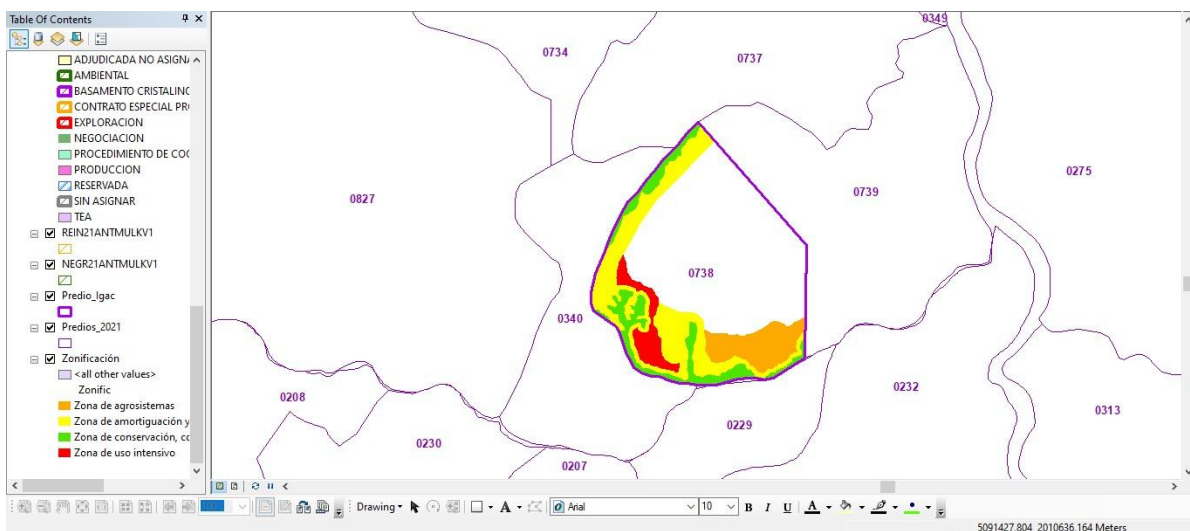 Table Of Contents
ADJUDICADA NO ASIGNA
AMBIENTAL
BASAMENTO CRISTALINO
CONTRATO ESPECIAL PR
EXPLORACION
NEGOCIACION
PROCEDIMIENTO DE CO
PRODUCCION
RESERVADA
SIN ASIGNAR
TEA
REIN21ANTMULKV1
NEGR21ANTMULKV1
Predio_Igac
Predios_2021
Zonificación
<all other values>
Zonific
Zona de agrosistemas
Zona de amortiguación y
Zona de conservación, co
Zona de uso intensivo
0349
0734
0737
0275
0827
0739
0738
0340
0208
0232
0313
0229
0230
0207
Drawing
A
Arial
10
B I U A
5091427.804 2010636.164 Meters